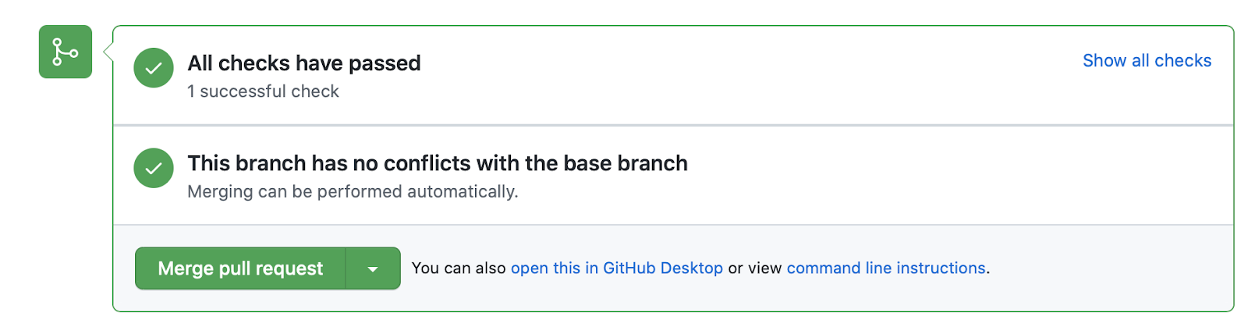 All checks have passed
Show all checks
1 successful check
This branch has no conflicts with the base branch
Merging can be performed automatically.
Merge pull request
You can also open this in GitHub Desktop or view command line instructions.